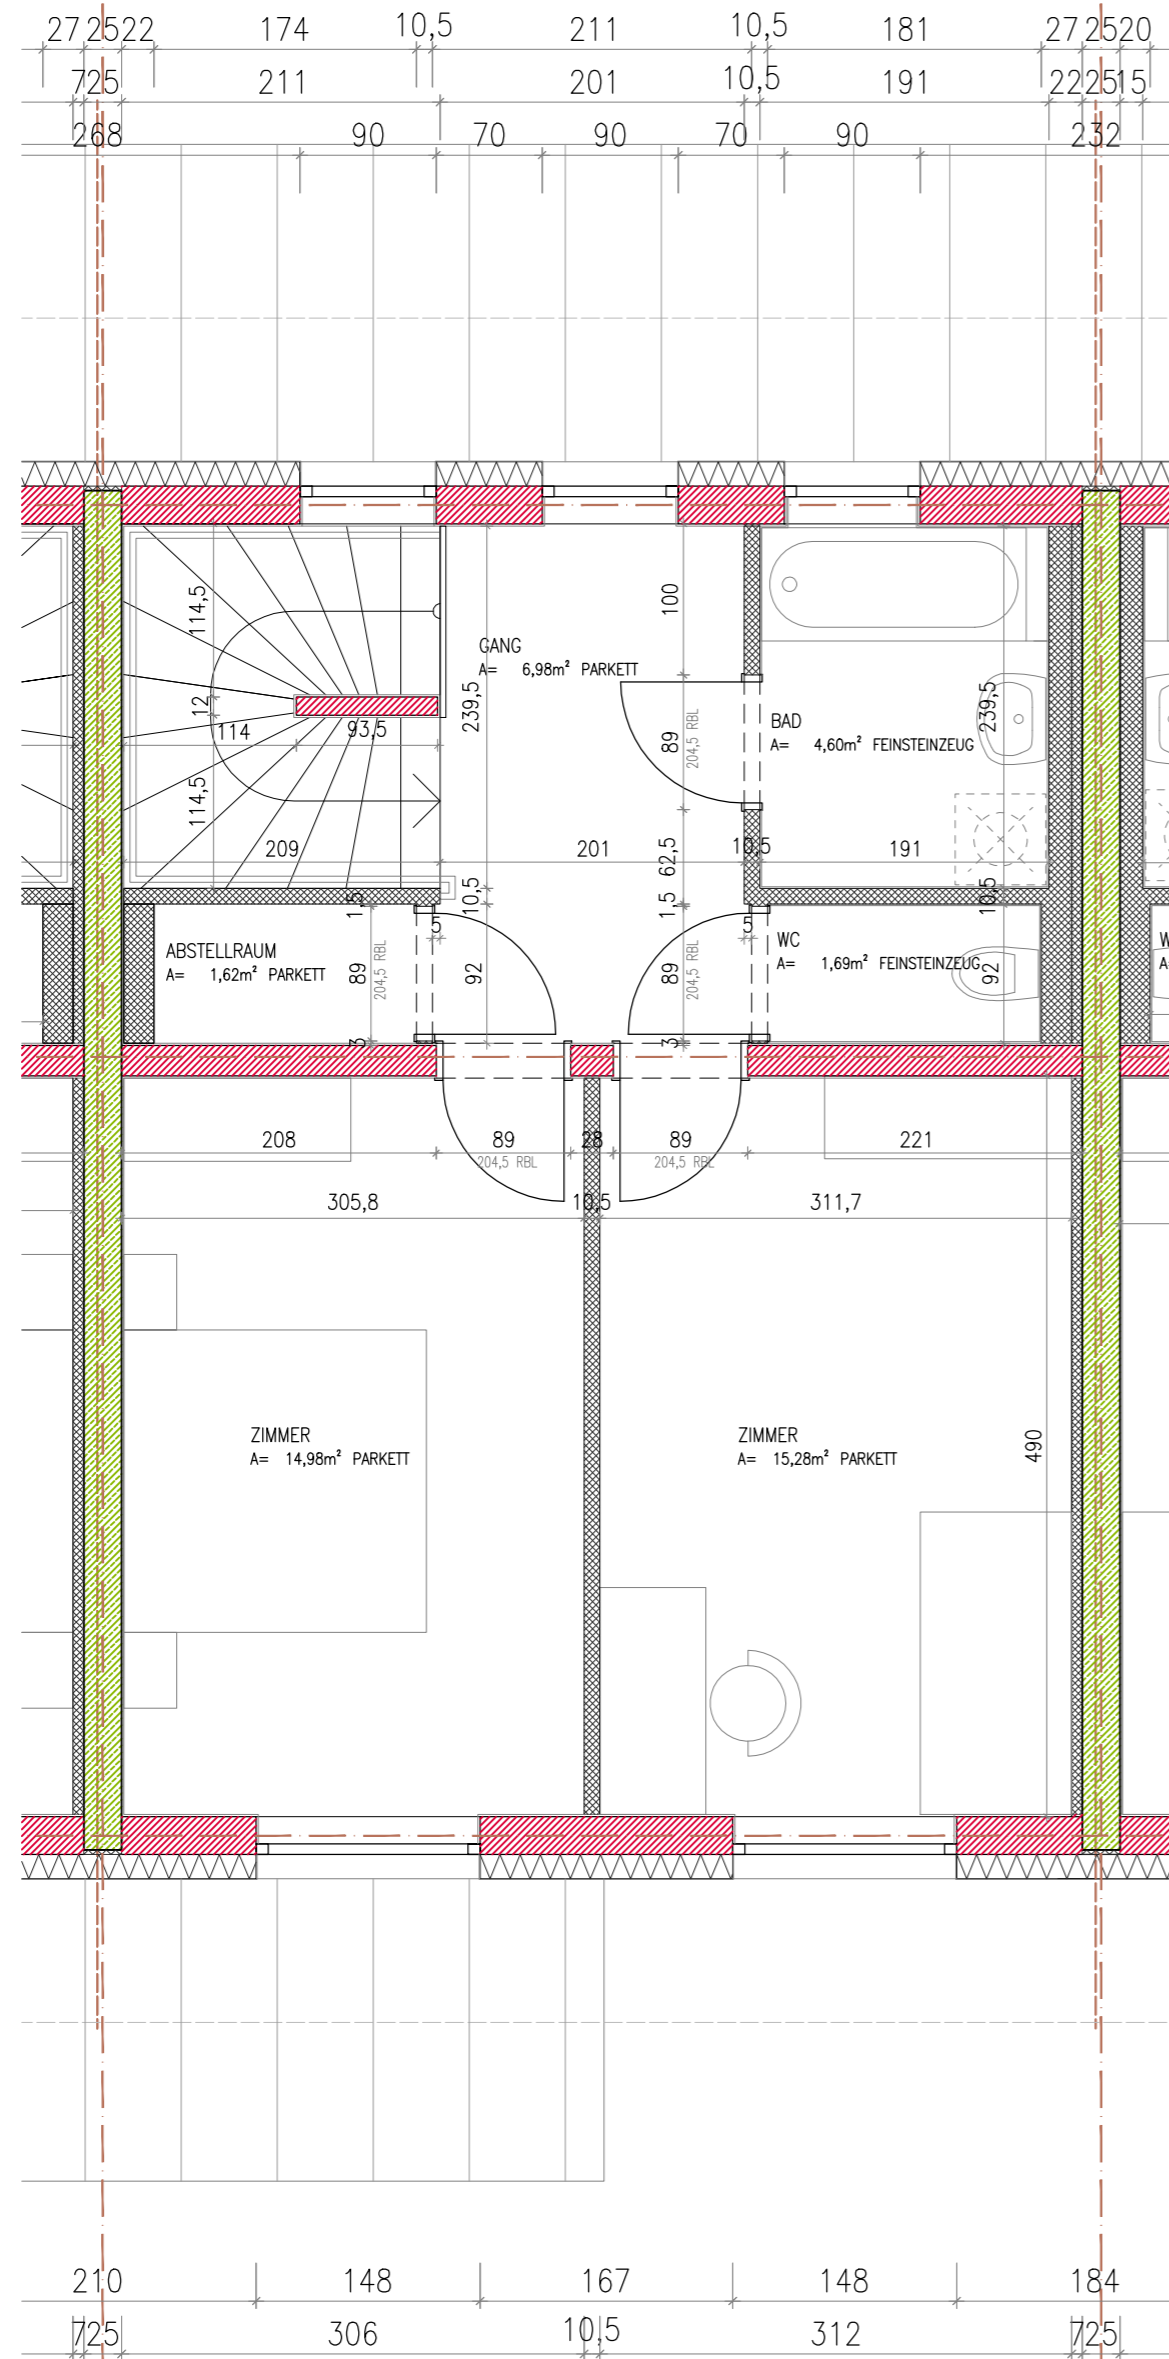 27 25 22 174 10,5 211 10,5 181 27 25 20
7 25 211 201 10,5 191 22 25 15
268 90 70 90 70 90 232
114,5
100
GANG
A= 6,98m² PARKETT
12
239,5
239,5
114 93,5
89
204,5 RBL
BAD
A= 4,60m² FEINSTEINZEUG
114,5
209 201 62,5 10,5 191
1,5 10,5 1,5 10,5
5 5
ABSTELLRAUM
A= 1,62m² PARKETT
89
204,5 RBL
92
89
204,5 RBL
WC
A= 1,69m² FEINSTEINZEUG
92
3 3
208 89 28 89 221
204,5 RBL 204,5 RBL
305,8 10,5 311,7
ZIMMER
A= 14,98m² PARKETT
ZIMMER
A= 15,28m² PARKETT
490
210 148 167 148 184
7 25 306 10,5 312 7 25